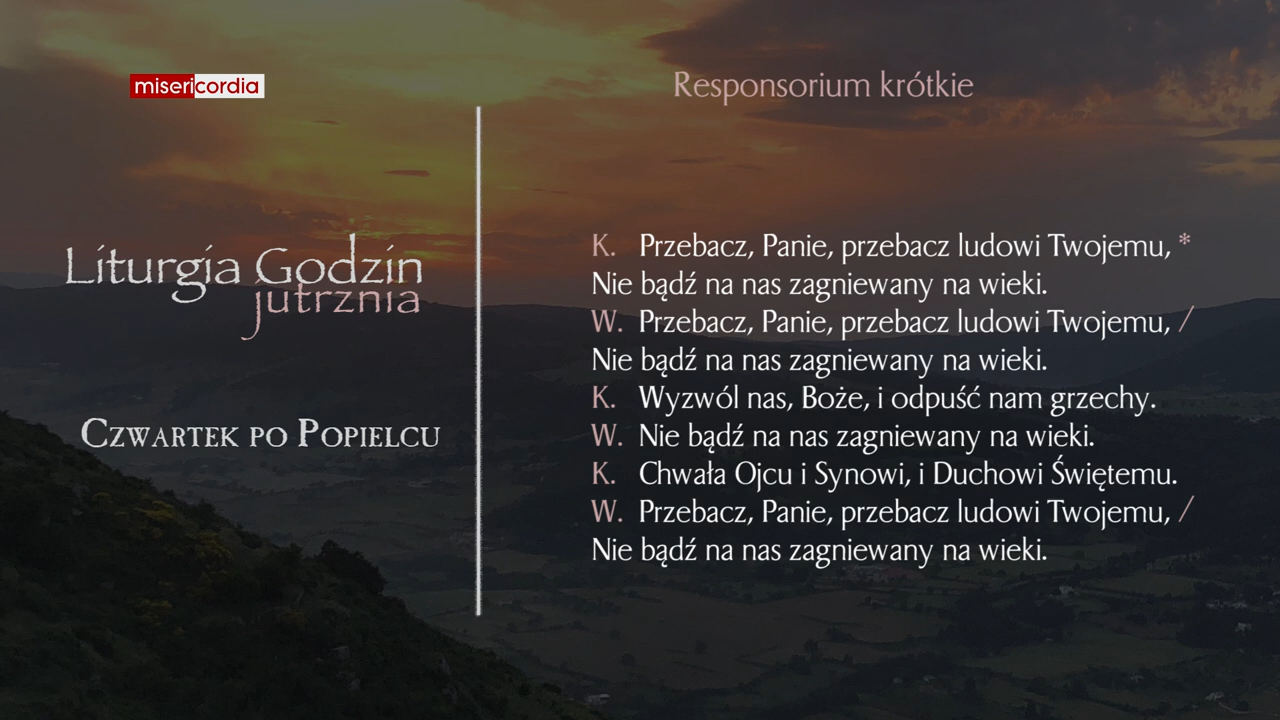 misericordia
Liturgia Godzin
jutrznia
Czwartek po Popielcu
Responsorium krótkie
K. Przebacz, Panie, przebacz ludowi Twojemu, *
Nie bądź na nas zagniewany na wieki.
W. Przebacz, Panie, przebacz ludowi Twojemu, /
Nie bądź na nas zagniewany na wieki.
K. Wyzwól nas, Boże, i odpuść nam grzechy.
W. Nie bądź na nas zagniewany na wieki.
K. Chwała Ojcu i Synowi, i Duchowi Świętemu.
W. Przebacz, Panie, przebacz ludowi Twojemu, /
Nie bądź na nas zagniewany na wieki.